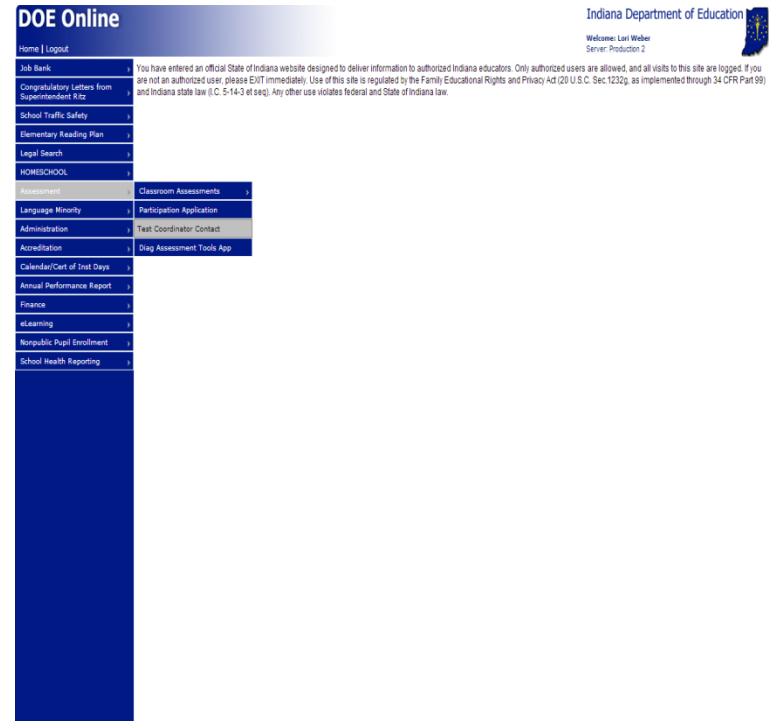 DOE Online
Indiana Department of Education
Welcome: Lori Weber
Server: Production 2
Home | Logout
You have entered an official State of Indiana website designed to deliver information to authorized Indiana educators. Only authorized users are allowed, and all visits to this site are logged. If you
are not an authorized user, please EXIT immediately. Use of this site is regulated by the Family Educational Rights and Privacy Act (20 U.S.C. Sec.1232g, as implemented through 34 CFR Part 99)
and Indiana state law (I.C. 5-14-3 et seq). Any other use violates federal and State of Indiana law.
Job Bank
Congratulatory Letters from
Superintendent Ritz
School Traffic Safety
Elementary Reading Plan
Legal Search
HOMESCHOOL
Assessment
Classroom Assessments
Language Minority
Participation Application
Administration
Test Coordinator Contact
Accreditation
Diag Assessment Tools App
Calendar/Cert of Inst Days
Annual Performance Report
Finance
eLearning
Nonpublic Pupil Enrollment
School Health Reporting